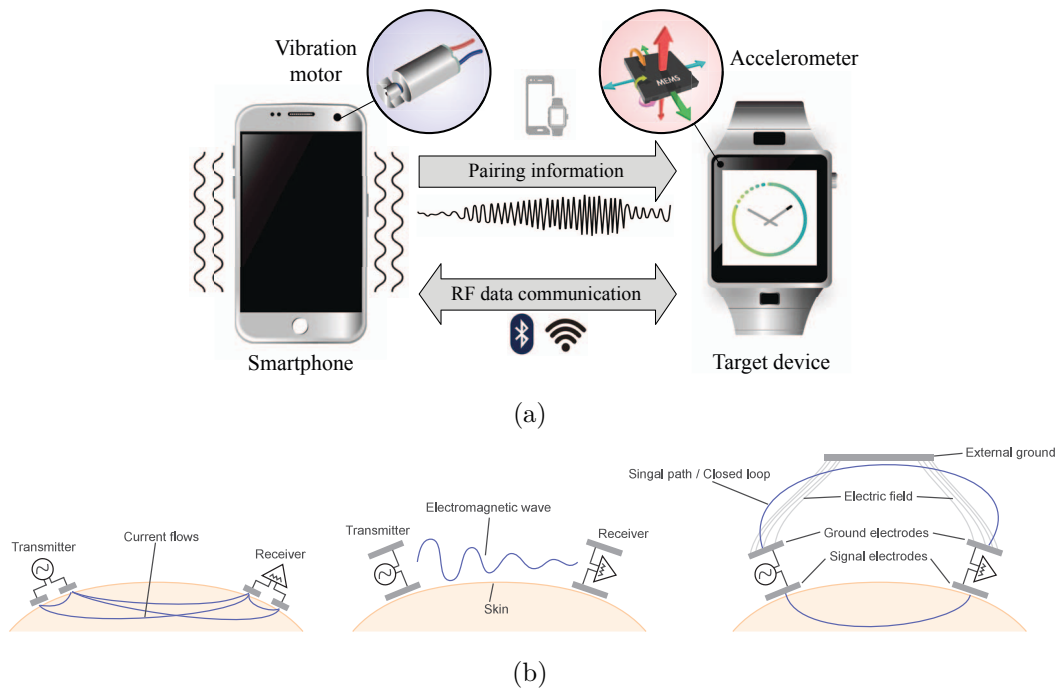 Vibration
motor
Accelerometer
MEMS
Pairing information
RF data communication
Smartphone
Target device
(a)
External ground
Singal path / Closed loop
Electric field
Electromagnetic wave
Transmitter
Receiver
Ground electrodes
Transmitter
Current flows
Receiver
Signal electrodes
Skin
(b)